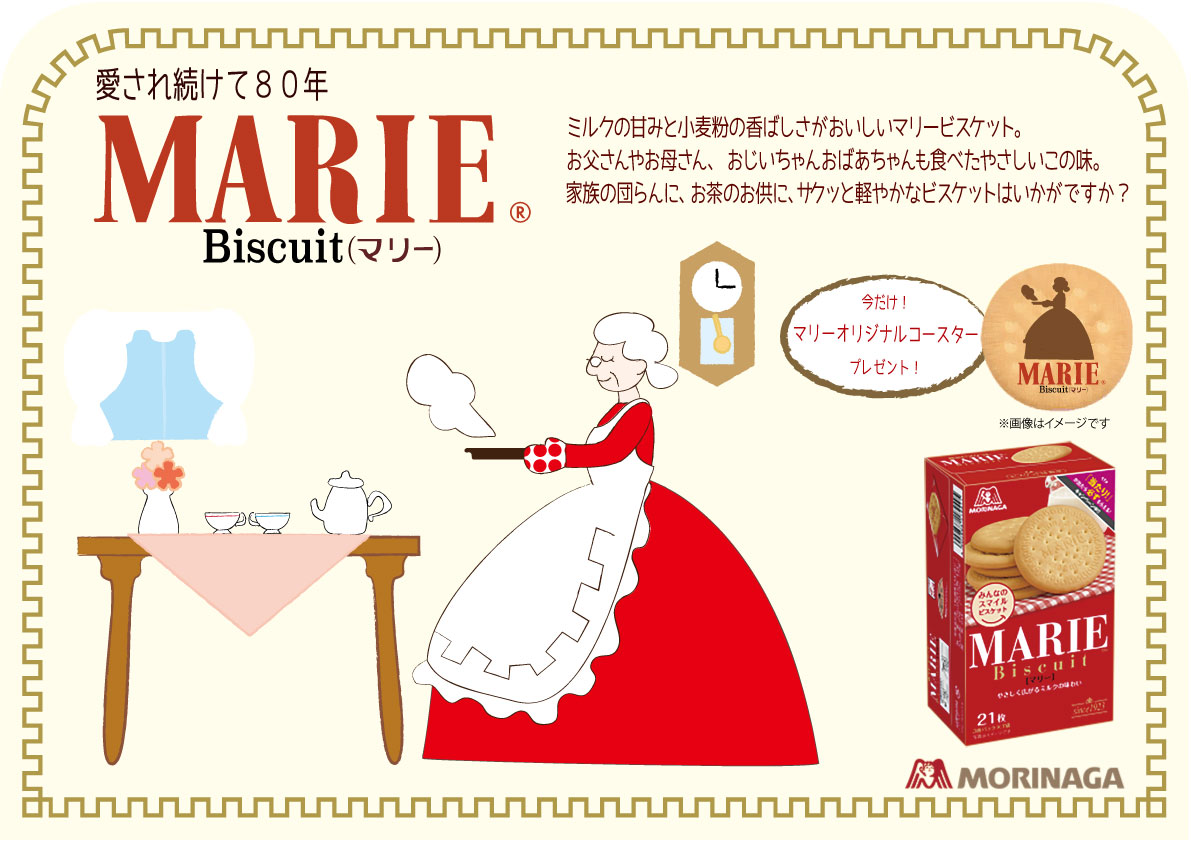 愛され続けて８０年
MARIE®
Biscuit(マリー)
ミルクの甘みと小麦粉の香ばしさがおいしいマリービスケット。
お父さんやお母さん、おじいちゃんおばあちゃんも食べたやさしいこの味。
家族の団らんに、お茶のお供に、サクッと軽やかなビスケットはいかがですか？
今だけ！
マリーオリジナルコースター
プレゼント！
MARIE®
Biscuit(マリー)
※画像はイメージです
MARIE
MORINAGA
当たり!
みんなの
スマイル
ビスケット
MARIE
Biscuit
[マリー]
やさしく広がるミルクの味わい
21枚
since 1923
MARIE
MORINAGA